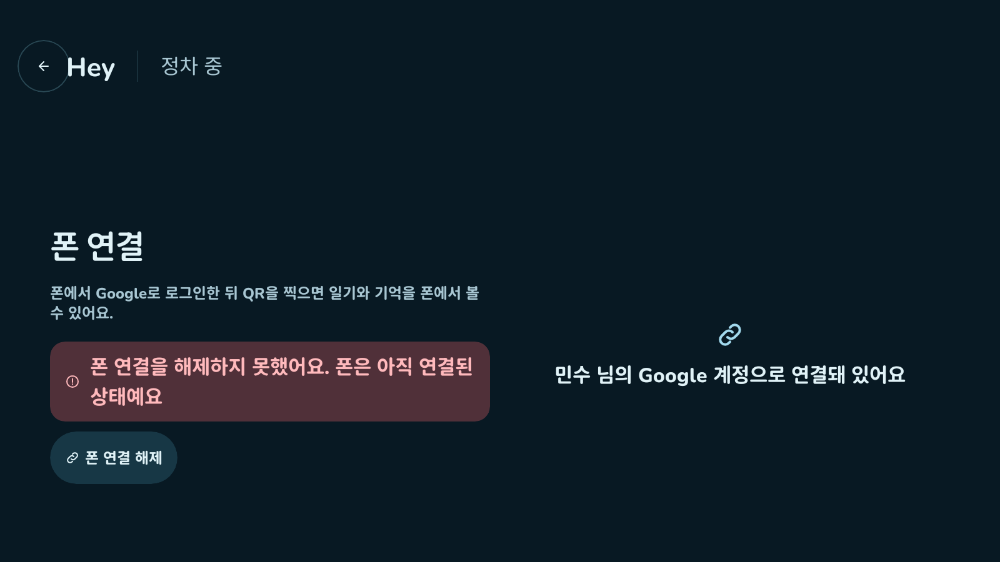 Hey
정차 중
폰 연결
폰에서 Google로 로그인한 뒤 QR을 찍으면 일기와 기억을 폰에서 볼
수 있어요.
폰 연결을 해제하지 못했어요. 폰은 아직 연결된
상태예요
폰 연결 해제
민수 님의 Google 계정으로 연결돼 있어요